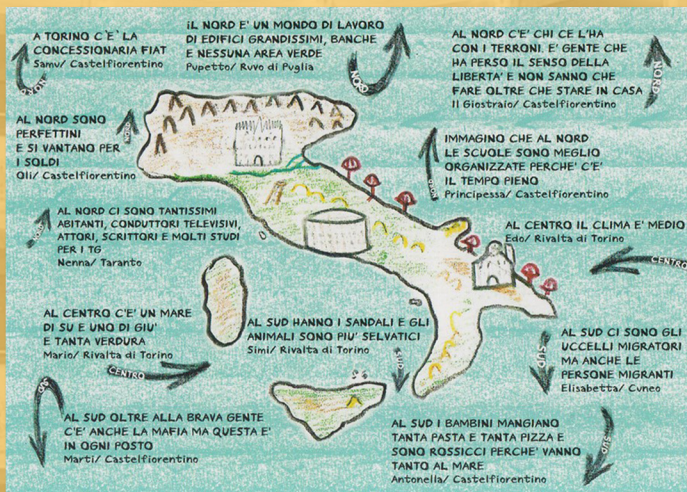 A TORINO C'E' LA
CONCESSIONARIA FIAT
Samu/ Castelfiorentino
NORD
iL NORD E' UN MONDO DI LAVORO
DI EDIFICI GRANDISSIMI, BANCHE
E NESSUNA AREA VERDE
Pupetto/ Ruvo di Puglia
NORD
AL NORD C'E' CHI CE L'HA
CON I TERRONI. E' GENTE CHE
HA PERSO IL SENSO DELLA
LIBERTA' E NON SANNO CHE
FARE OLTRE CHE STARE IN CASA
Il Giostraio/ Castelfiorentino
NORD
AL NORD SONO
PERFETTINI
E SI VANTANO PER
I SOLDI
Oli/ Castelfiorentino
IMMAGINO CHE AL NORD
LE SCUOLE SONO MEGLIO
ORGANIZZATE PERCHE' C'E'
IL TEMPO PIENO
Principessa/ Castelfiorentino
AL NORD CI SONO TANTISSIMI
ABITANTI, CONDUTTORI TELEVISIVI,
ATTORI, SCRITTORI E MOLTI STUDI
PER I TG
Nenna/ Taranto
AL CENTRO IL CLIMA E' MEDIO
Edo/ Rivalta di Torino
CENTRO
AL CENTRO C'E' UN MARE
DI SU E UNO DI GIU'
E TANTA VERDURA
Mario/ Rivalta di Torino
CENTRO
AL SUD HANNO I SANDALI E GLI
ANIMALI SONO PIU' SELVATICI
Simi/ Rivalta di Torino
SUD
AL SUD CI SONO GLI
UCCELLI MIGRATORI
MA ANCHE LE
PERSONE MIGRANTI
Elisabetta/ Cuneo
SUD
AL SUD OLTRE ALLA BRAVA GENTE
C'E' ANCHE LA MAFIA MA QUESTA E'
IN OGNI POSTO
Marti/ Castelfiorentino
SUD
AL SUD I BAMBINI MANGIANO
TANTA PASTA E TANTA PIZZA E
SONO ROSSICCI PERCHE' VANNO
TANTO AL MARE
Antonella/ Castelfiorentino
SUD